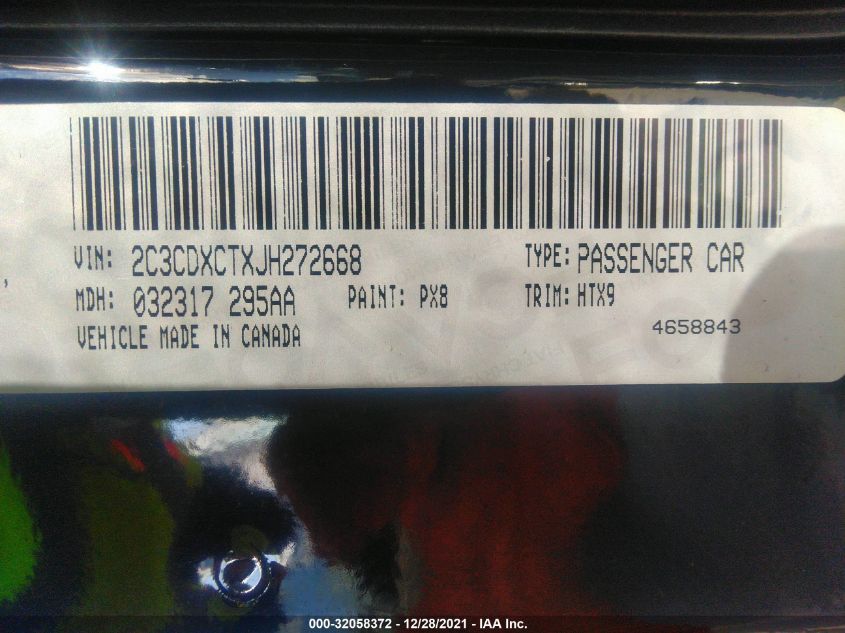 VIN: 2C3CDXCTXJH272668 TYPE: PASSENGER CAR
MDH: 032317 295AA PAINT: PX8 TRIM: HTX9
VEHICLE MADE IN CANADA 4658843
000-32058372 - 12/28/2021 - IAA Inc.